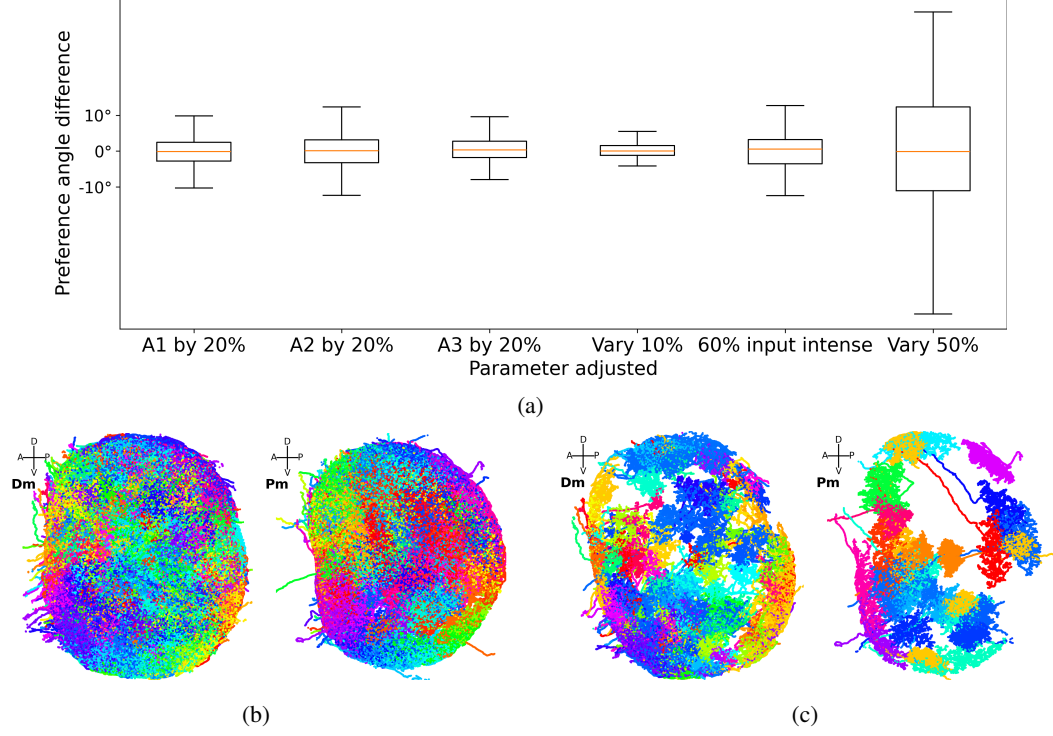 Preference angle difference
10°
0°
-10°
A1 by 20% A2 by 20% A3 by 20% Vary 10% 60% input intense Vary 50%
Parameter adjusted
(a)
D
A P
V
Dm
D
A P
V
Pm
D
A P
V
Dm
D
A P
V
Pm
(b)
(c)